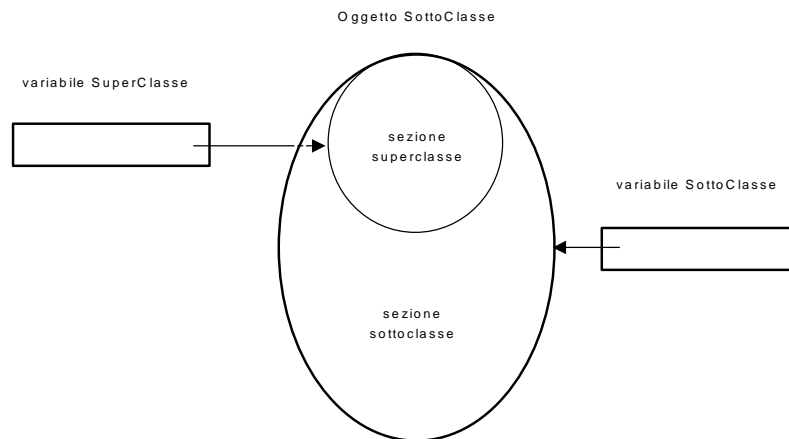 Oggetto SottoClasse
variabile SuperClasse
sezione
superclasse
variabile SottoClasse
sezione
sottoclasse